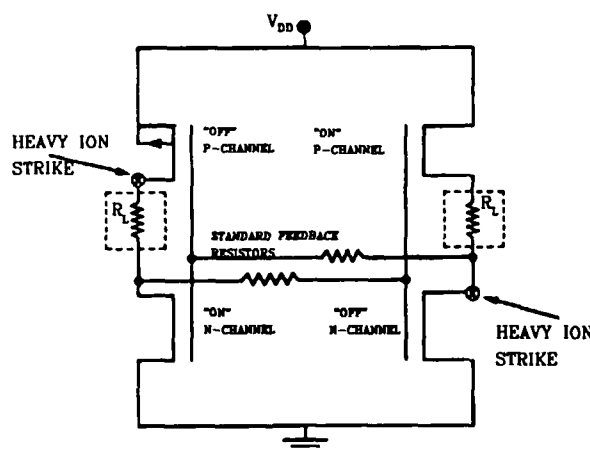 V_DD
"OFF"
P-CHANNEL
"ON"
P-CHANNEL
HEAVY ION
STRIKE
R_L
R_L
STANDARD FEEDBACK
RESISTORS
"ON"
N-CHANNEL
"OFF"
N-CHANNEL
HEAVY ION
STRIKE